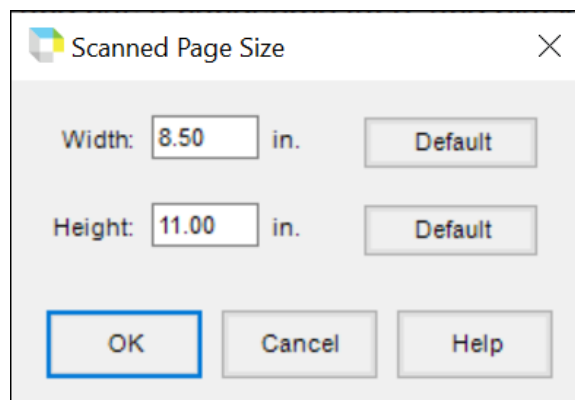 Scanned Page Size
Width: 8.50 in. Default
Height: 11.00 in. Default
OK Cancel Help